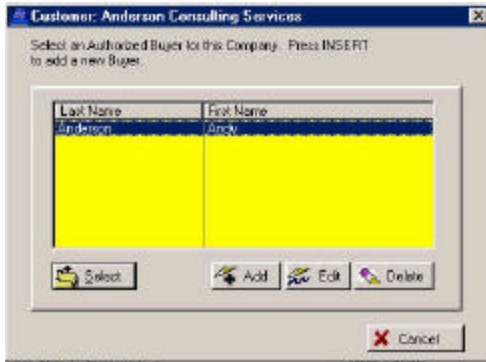 Customer: Anderson Consulting Services
Select an Authorized Buyer for this Company. Press INSERT
to add a new Buyer.
Last Name First Name
Anderson Andy
Select Add Edit Delete
Cancel